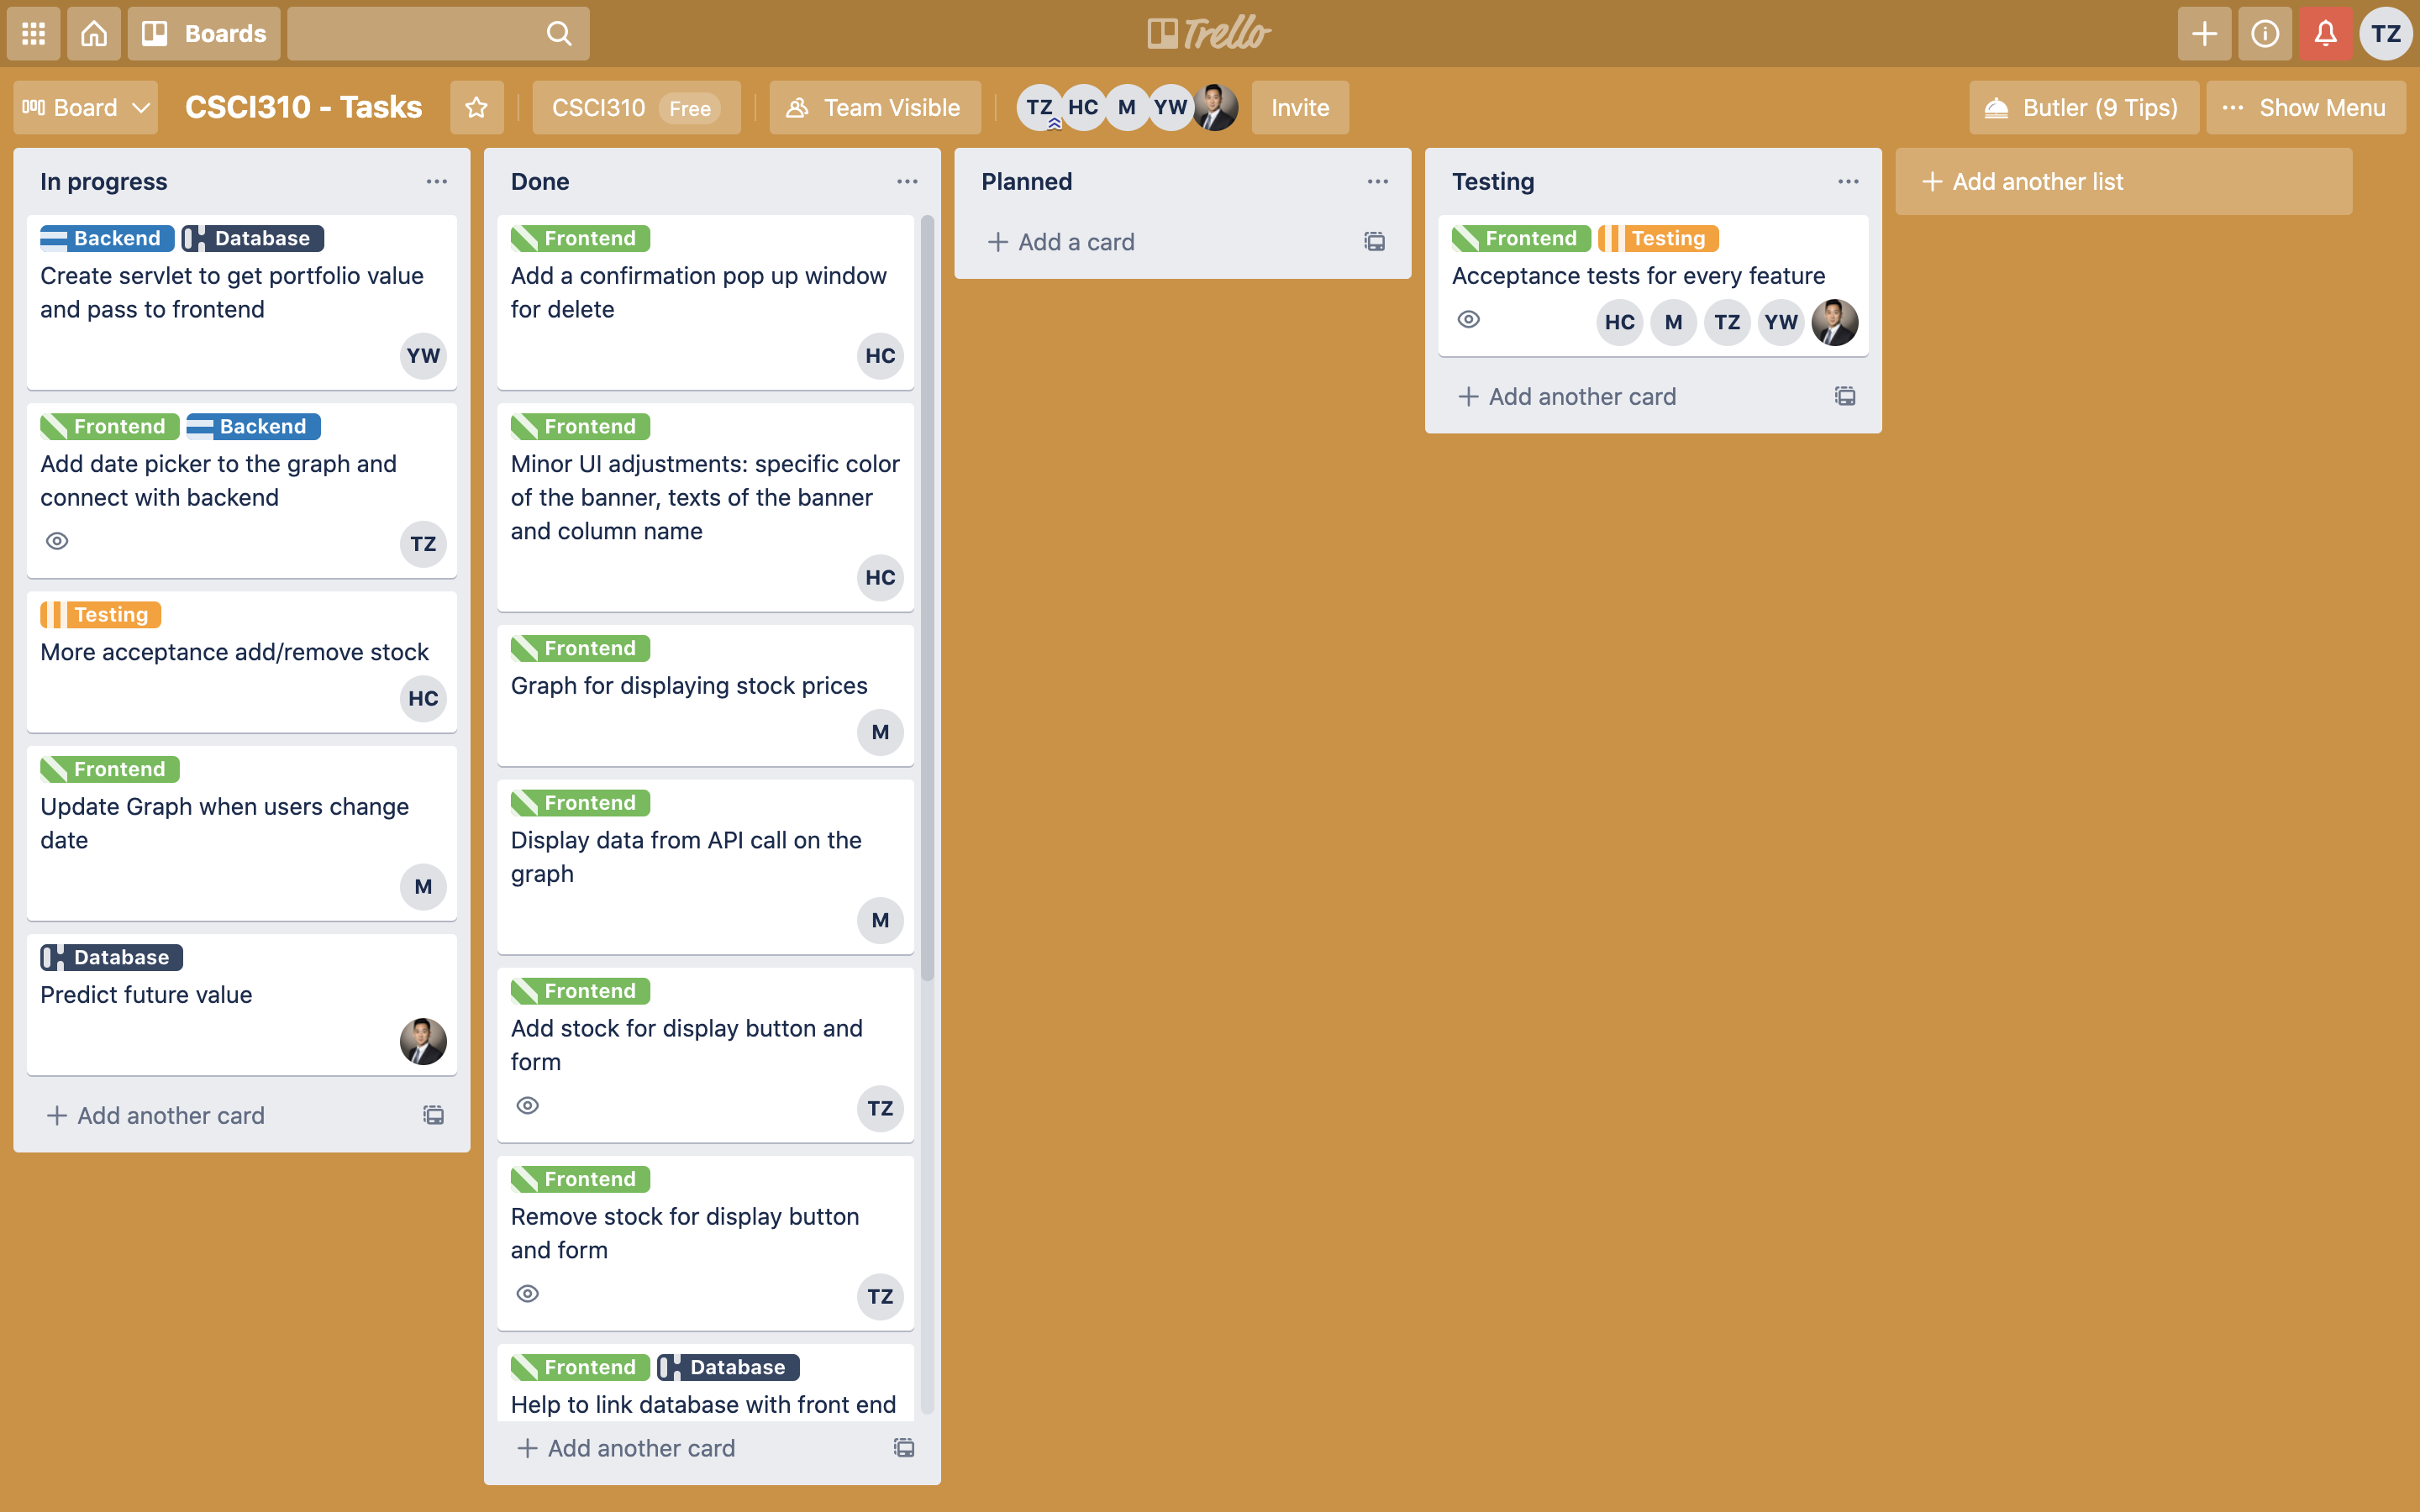 Boards
Trello
TZ
Board
CSCI310 - Tasks
CSCI310 Free
Team Visible
TZ HC M YW
Invite
Butler (9 Tips)
Show Menu
In progress
Backend Database
Create servlet to get portfolio value
and pass to frontend
YW
Frontend Backend
Add date picker to the graph and
connect with backend
TZ
Testing
More acceptance add/remove stock
HC
Frontend
Update Graph when users change
date
M
Database
Predict future value
Add another card
Done
Frontend
Add a confirmation pop up window
for delete
HC
Frontend
Minor UI adjustments: specific color
of the banner, texts of the banner
and column name
HC
Frontend
Graph for displaying stock prices
M
Frontend
Display data from API call on the
graph
M
Frontend
Add stock for display button and
form
TZ
Frontend
Remove stock for display button
and form
TZ
Frontend Database
Help to link database with front end
Add another card
Planned
Add a card
Testing
Frontend Testing
Acceptance tests for every feature
HC M TZ YW
Add another card
Add another list